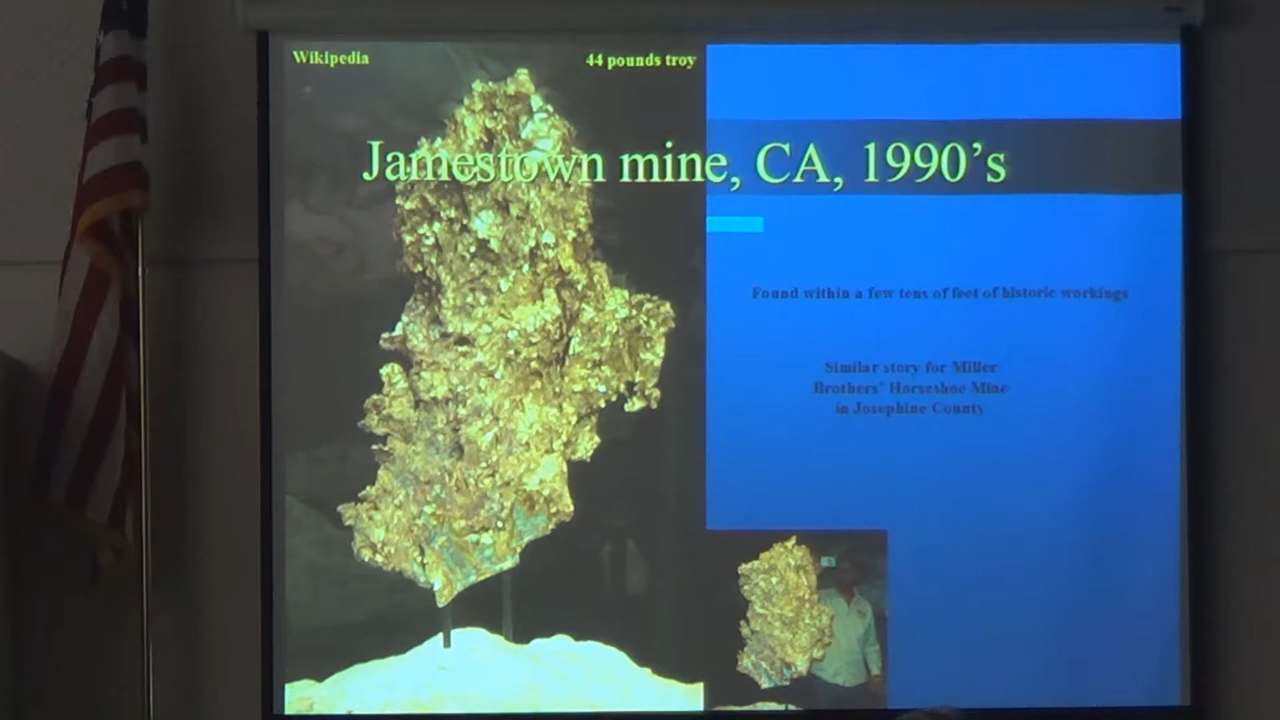 Wikipedia
44 pounds troy
Jamestown mine, CA, 1990's
Found within a few tens of feet of historic workings
Similar story for Miller
Brothers' Horseshoe Mine
in Josephine County